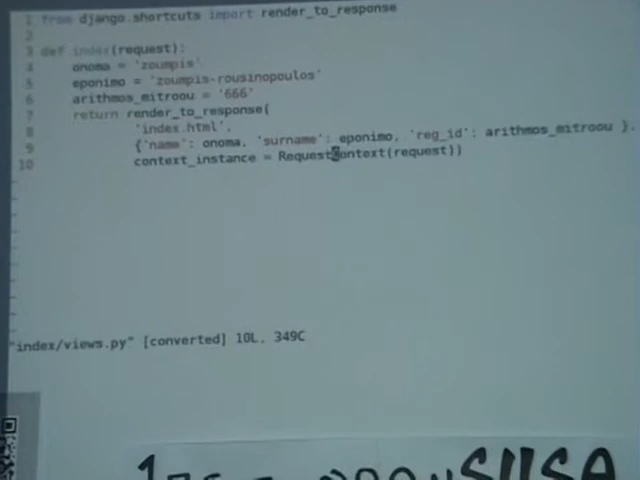 1 from django.shortcuts import render_to_response
2
3 def index(request):
4 onoma = 'zoumpis'
5 eponimo = 'zoumpis-rousinopoulos'
6 arithmos_mitroou = '666'
7 return render_to_response(
8 'index.html',
9 {'name': onoma, 'surname': eponimo, 'reg_id': arithmos_mitroou },
10 context_instance = RequestContext(request))
"index/views.py" [converted] 10L, 349C